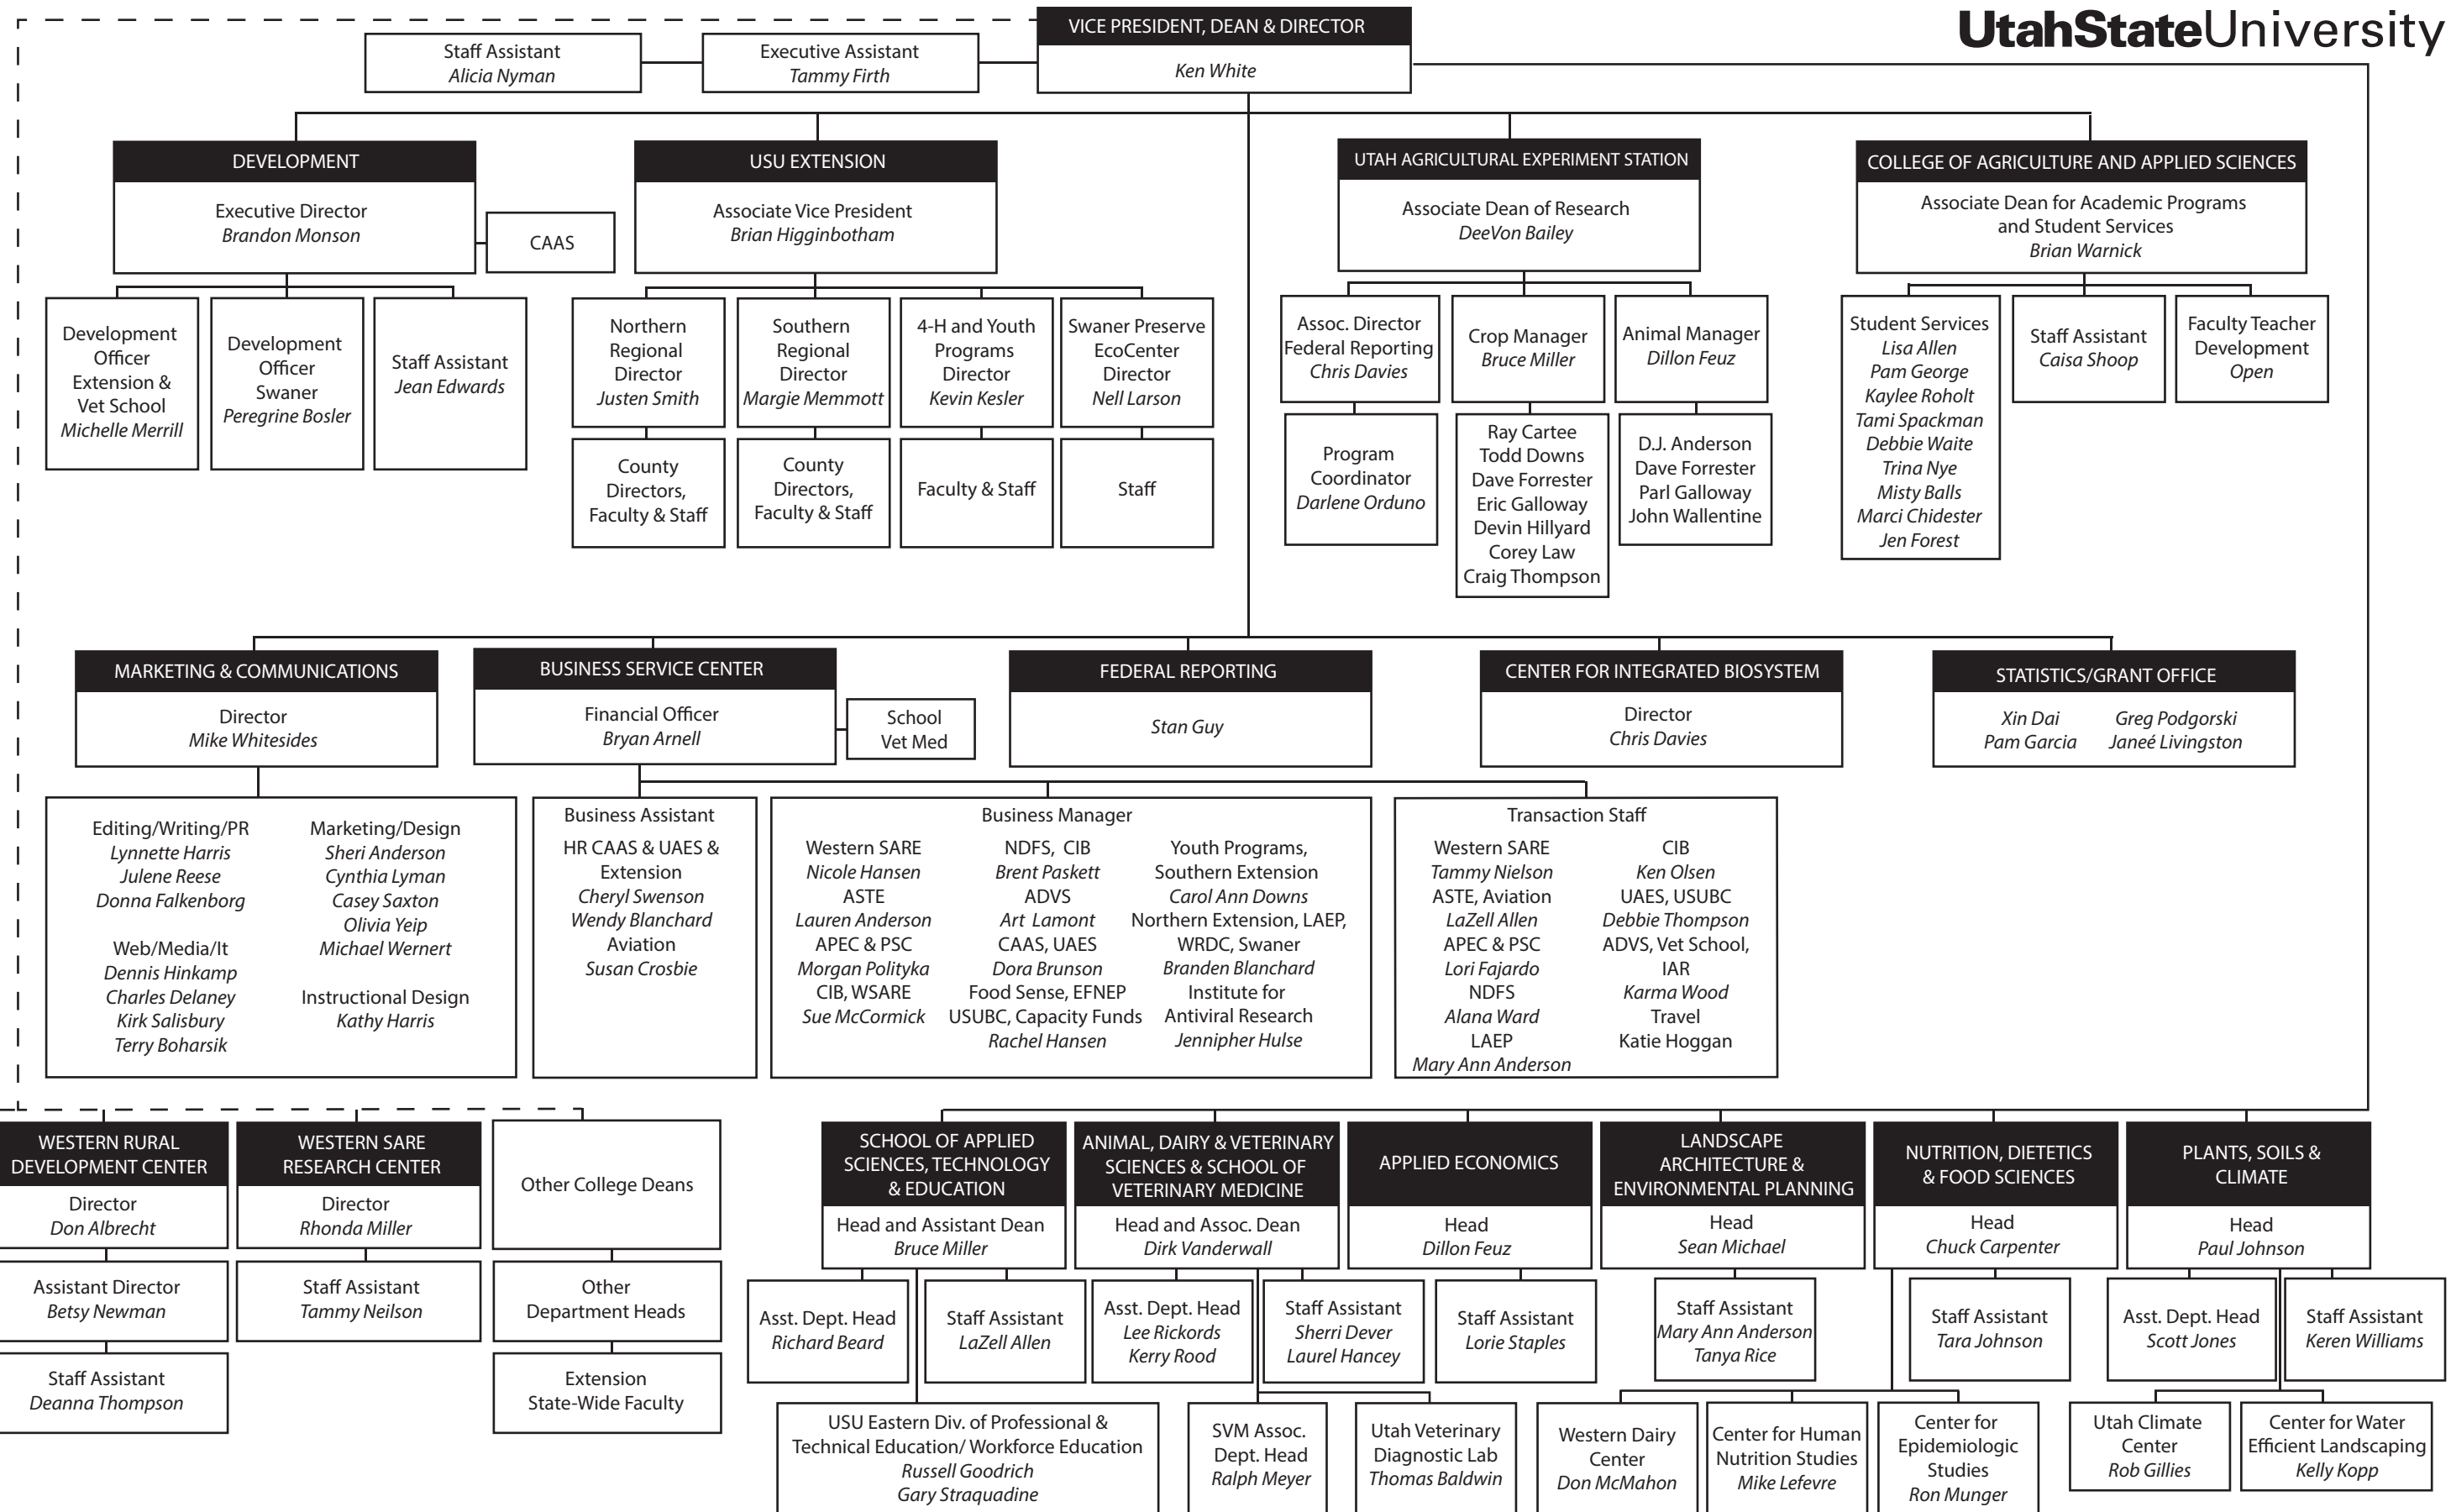 UtahStateUniversity
VICE PRESIDENT, DEAN & DIRECTOR
Ken White
Executive Assistant
Tammy Firth
Staff Assistant
Alicia Nyman
DEVELOPMENT
Executive Director
Brandon Monson
CAAS
Development
Officer
Extension &
Vet School
Michelle Merrill
Development
Officer
Swaner
Peregrine Bosler
Staff Assistant
Jean Edwards
USU EXTENSION
Associate Vice President
Brian Higginbotham
Northern
Regional
Director
Justen Smith
County
Directors,
Faculty & Staff
Southern
Regional
Director
Margie Memmott
County
Directors,
Faculty & Staff
4-H and Youth
Programs
Director
Kevin Kesler
Faculty & Staff
Swaner Preserve
EcoCenter
Director
Nell Larson
Staff
UTAH AGRICULTURAL EXPERIMENT STATION
Associate Dean of Research
DeeVon Bailey
Assoc. Director
Federal Reporting
Chris Davies
Program
Coordinator
Darlene Orduno
Crop Manager
Bruce Miller
Ray Cartee
Todd Downs
Dave Forrester
Eric Galloway
Devin Hillyard
Corey Law
Craig Thompson
Animal Manager
Dillon Feuz
D.J. Anderson
Dave Forrester
Parl Galloway
John Wallentine
COLLEGE OF AGRICULTURE AND APPLIED SCIENCES
Associate Dean for Academic Programs
and Student Services
Brian Warnick
Student Services
Lisa Allen
Pam George
Kaylee Roholt
Tami Spackman
Debbie Waite
Trina Nye
Misty Balls
Marci Chidester
Jen Forest
Staff Assistant
Caisa Shoop
Faculty Teacher
Development
Open
MARKETING & COMMUNICATIONS
Director
Mike Whitesides
Editing/Writing/PR
Lynnette Harris
Julene Reese
Donna Falkenborg
Web/Media/It
Dennis Hinkamp
Charles Delaney
Kirk Salisbury
Terry Boharsik
Marketing/Design
Sheri Anderson
Cynthia Lyman
Casey Saxton
Olivia Yeip
Michael Wernert
Instructional Design
Kathy Harris
BUSINESS SERVICE CENTER
Financial Officer
Bryan Arnell
School
Vet Med
Business Assistant
HR CAAS & UAES &
Extension
Cheryl Swenson
Wendy Blanchard
Aviation
Susan Crosbie
Business Manager
Western SARE
Nicole Hansen
ASTE
Lauren Anderson
APEC & PSC
Morgan Polityka
CIB, WSARE
Sue McCormick
NDFS, CIB
Brent Paskett
ADVS
Art Lamont
CAAS, UAES
Dora Brunson
Food Sense, EFNEP
USUBC, Capacity Funds
Rachel Hansen
Youth Programs,
Southern Extension
Carol Ann Downs
Northern Extension, LAEP,
WRDC, Swaner
Branden Blanchard
Institute for
Antiviral Research
Jennipher Hulse
Transaction Staff
Western SARE
Tammy Nielson
ASTE, Aviation
LaZell Allen
APEC & PSC
Lori Fajardo
NDFS
Alana Ward
LAEP
Mary Ann Anderson
CIB
Ken Olsen
UAES, USUBC
Debbie Thompson
ADVS, Vet School,
IAR
Karma Wood
Travel
Katie Hoggan
FEDERAL REPORTING
Stan Guy
CENTER FOR INTEGRATED BIOSYSTEM
Director
Chris Davies
STATISTICS/GRANT OFFICE
Xin Dai
Pam Garcia
Greg Podgorski
Janeé Livingston
WESTERN RURAL
DEVELOPMENT CENTER
Director
Don Albrecht
Assistant Director
Betsy Newman
Staff Assistant
Deanna Thompson
WESTERN SARE
RESEARCH CENTER
Director
Rhonda Miller
Staff Assistant
Tammy Neilson
Other College Deans
Other
Department Heads
Extension
State-Wide Faculty
SCHOOL OF APPLIED
SCIENCES, TECHNOLOGY
& EDUCATION
Head and Assistant Dean
Bruce Miller
Asst. Dept. Head
Richard Beard
Staff Assistant
LaZell Allen
USU Eastern Div. of Professional &
Technical Education/ Workforce Education
Russell Goodrich
Gary Straquadine
ANIMAL, DAIRY & VETERINARY
SCIENCES & SCHOOL OF
VETERINARY MEDICINE
Head and Assoc. Dean
Dirk Vanderwall
Asst. Dept. Head
Lee Rickords
Kerry Rood
Staff Assistant
Sherri Dever
Laurel Hancey
SVM Assoc.
Dept. Head
Ralph Meyer
Utah Veterinary
Diagnostic Lab
Thomas Baldwin
APPLIED ECONOMICS
Head
Dillon Feuz
Staff Assistant
Lorie Staples
LANDSCAPE
ARCHITECTURE &
ENVIRONMENTAL PLANNING
Head
Sean Michael
Staff Assistant
Mary Ann Anderson
Tanya Rice
NUTRITION, DIETETICS
& FOOD SCIENCES
Head
Chuck Carpenter
Staff Assistant
Tara Johnson
Western Dairy
Center
Don McMahon
Center for Human
Nutrition Studies
Mike Lefevre
Center for
Epidemiologic
Studies
Ron Munger
PLANTS, SOILS &
CLIMATE
Head
Paul Johnson
Asst. Dept. Head
Scott Jones
Staff Assistant
Keren Williams
Utah Climate
Center
Rob Gillies
Center for Water
Efficient Landscaping
Kelly Kopp